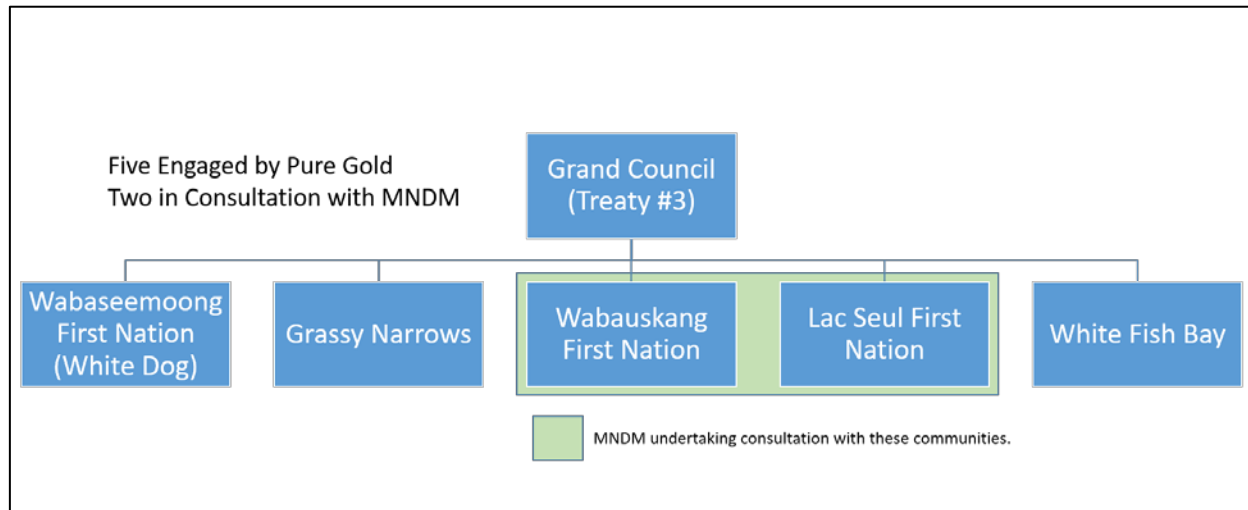 Five Engaged by Pure Gold
Two in Consultation with MNDM
Grand Council
(Treaty #3)
Wabaseemoong
First Nation
(White Dog)
Grassy Narrows
Wabauskang
First Nation
Lac Seul First
Nation
White Fish Bay
MNDM undertaking consultation with these communities.